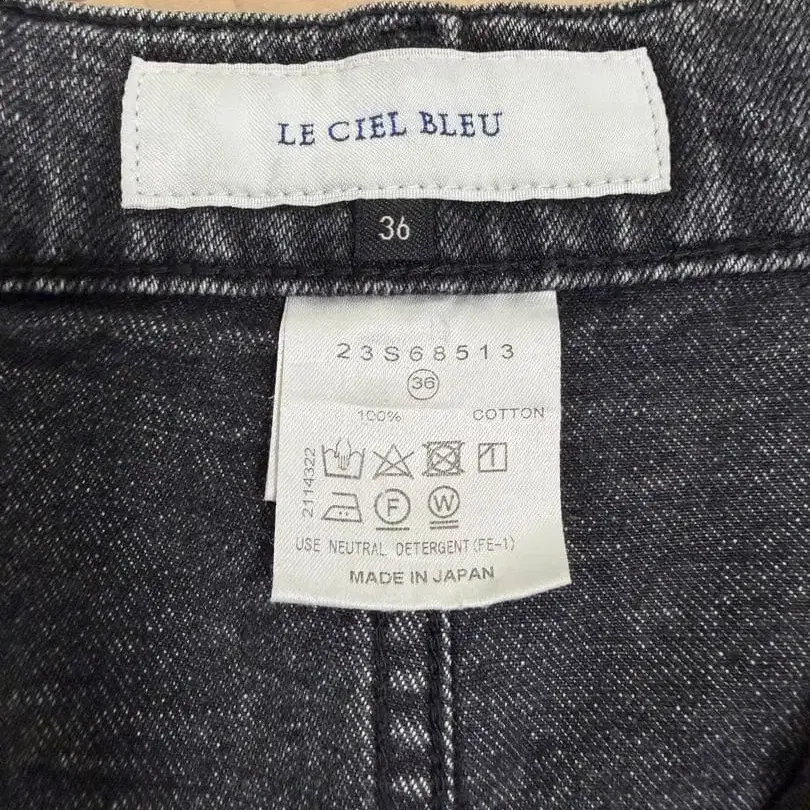 LE CIEL BLEU
36
23S68513
36
100% COTTON
2114322
F W
USE NEUTRAL DETERGENT(FE-1)
MADE IN JAPAN